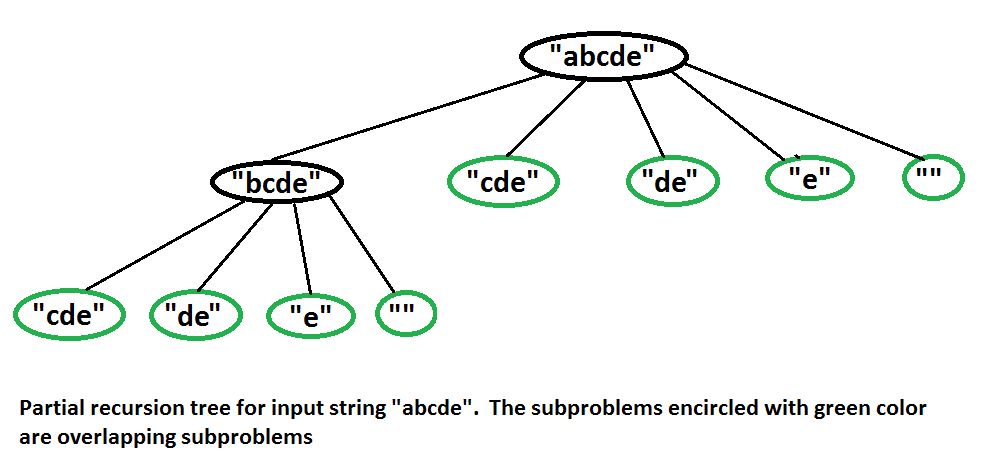 "abcde"
"bcde" "cde" "de" "e" ""
"cde" "de" "e" ""
Partial recursion tree for input string "abcde".  The subproblems encircled with green color
are overlapping subproblems